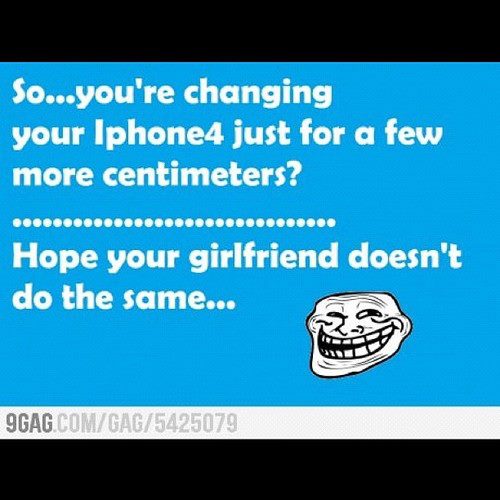 So...you're changing
your Iphone4 just for a few
more centimeters?
................................
Hope your girlfriend doesn't
do the same...
9GAG.COM/GAG/5425079